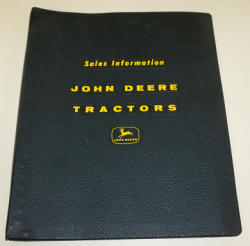 Sales Information
JOHN DEERE
TRACTORS
JOHN DEERE